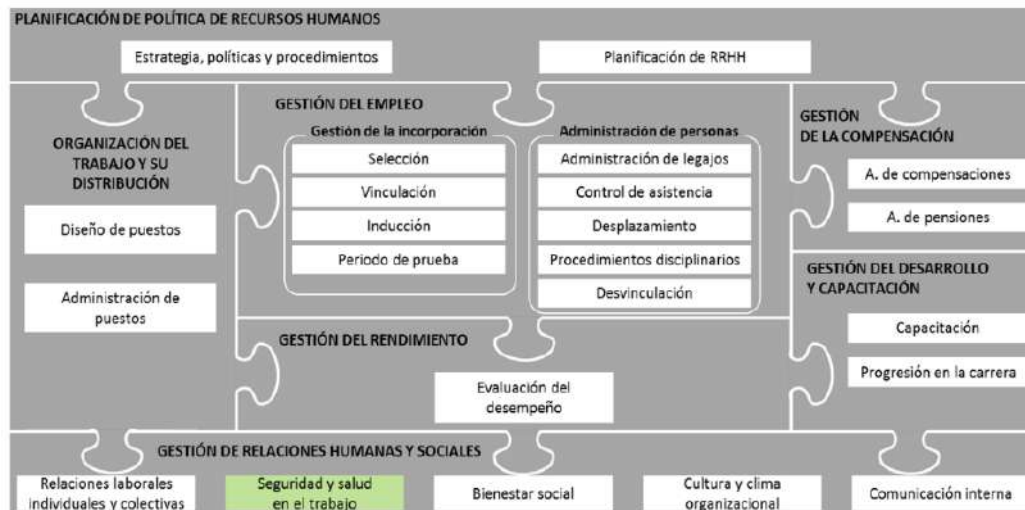 PLANIFICACIÓN DE POLÍTICA DE RECURSOS HUMANOS
Estrategia, políticas y procedimientos
Planificación de RRHH
ORGANIZACIÓN DEL
TRABAJO Y SU
DISTRIBUCIÓN
Diseño de puestos
Administración de
puestos
GESTIÓN DEL EMPLEO
Gestión de la incorporación
Selección
Vinculación
Inducción
Periodo de prueba
Administración de personas
Administración de legajos
Control de asistencia
Desplazamiento
Procedimientos disciplinarios
Desvinculación
GESTIÓN
DE LA COMPENSACIÓN
A. de compensaciones
A. de pensiones
GESTIÓN DEL RENDIMIENTO
Evaluación del
desempeño
GESTIÓN DEL DESARROLLO
Y CAPACITACIÓN
Capacitación
Progresión en la carrera
GESTIÓN DE RELACIONES HUMANAS Y SOCIALES
Relaciones laborales
individuales y colectivas
Seguridad y salud
en el trabajo
Bienestar social
Cultura y clima
organizacional
Comunicación interna